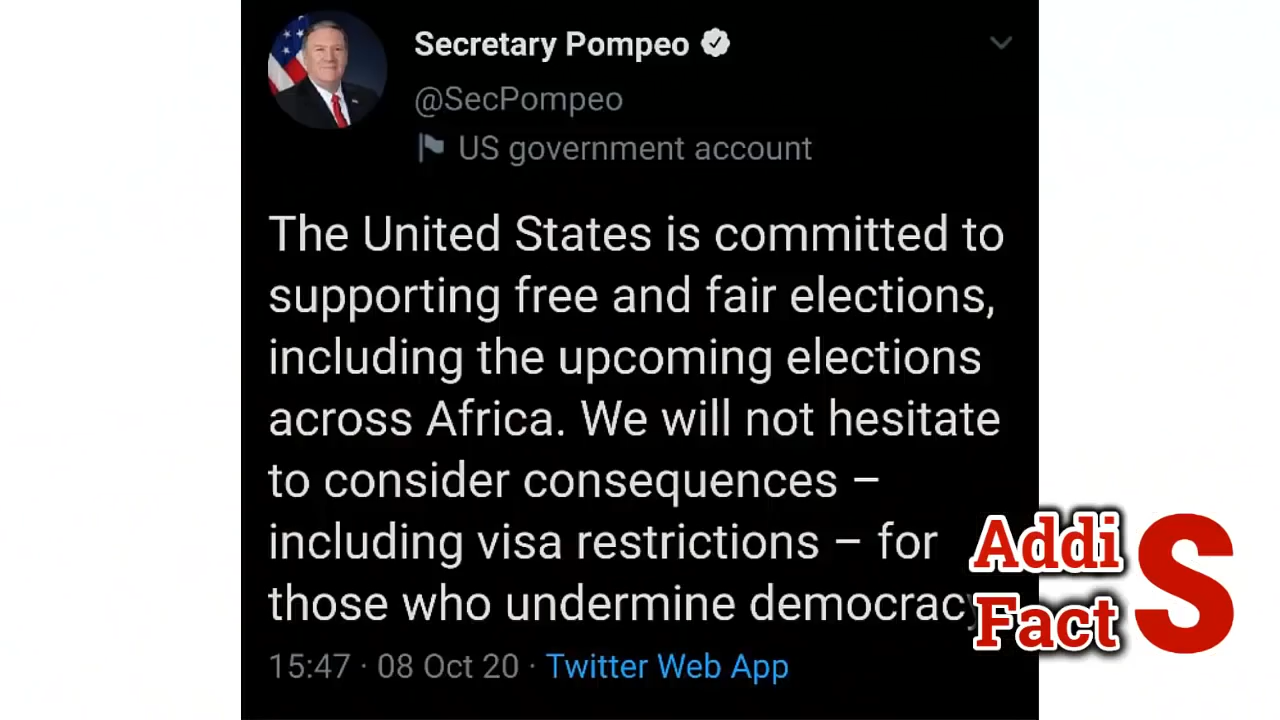 Secretary Pompeo
@SecPompeo
US government account
The United States is committed to
supporting free and fair elections,
including the upcoming elections
across Africa. We will not hesitate
to consider consequences –
including visa restrictions – for
those who undermine democracy
15:47 · 08 Oct 20 · Twitter Web App
Addi S
Fact